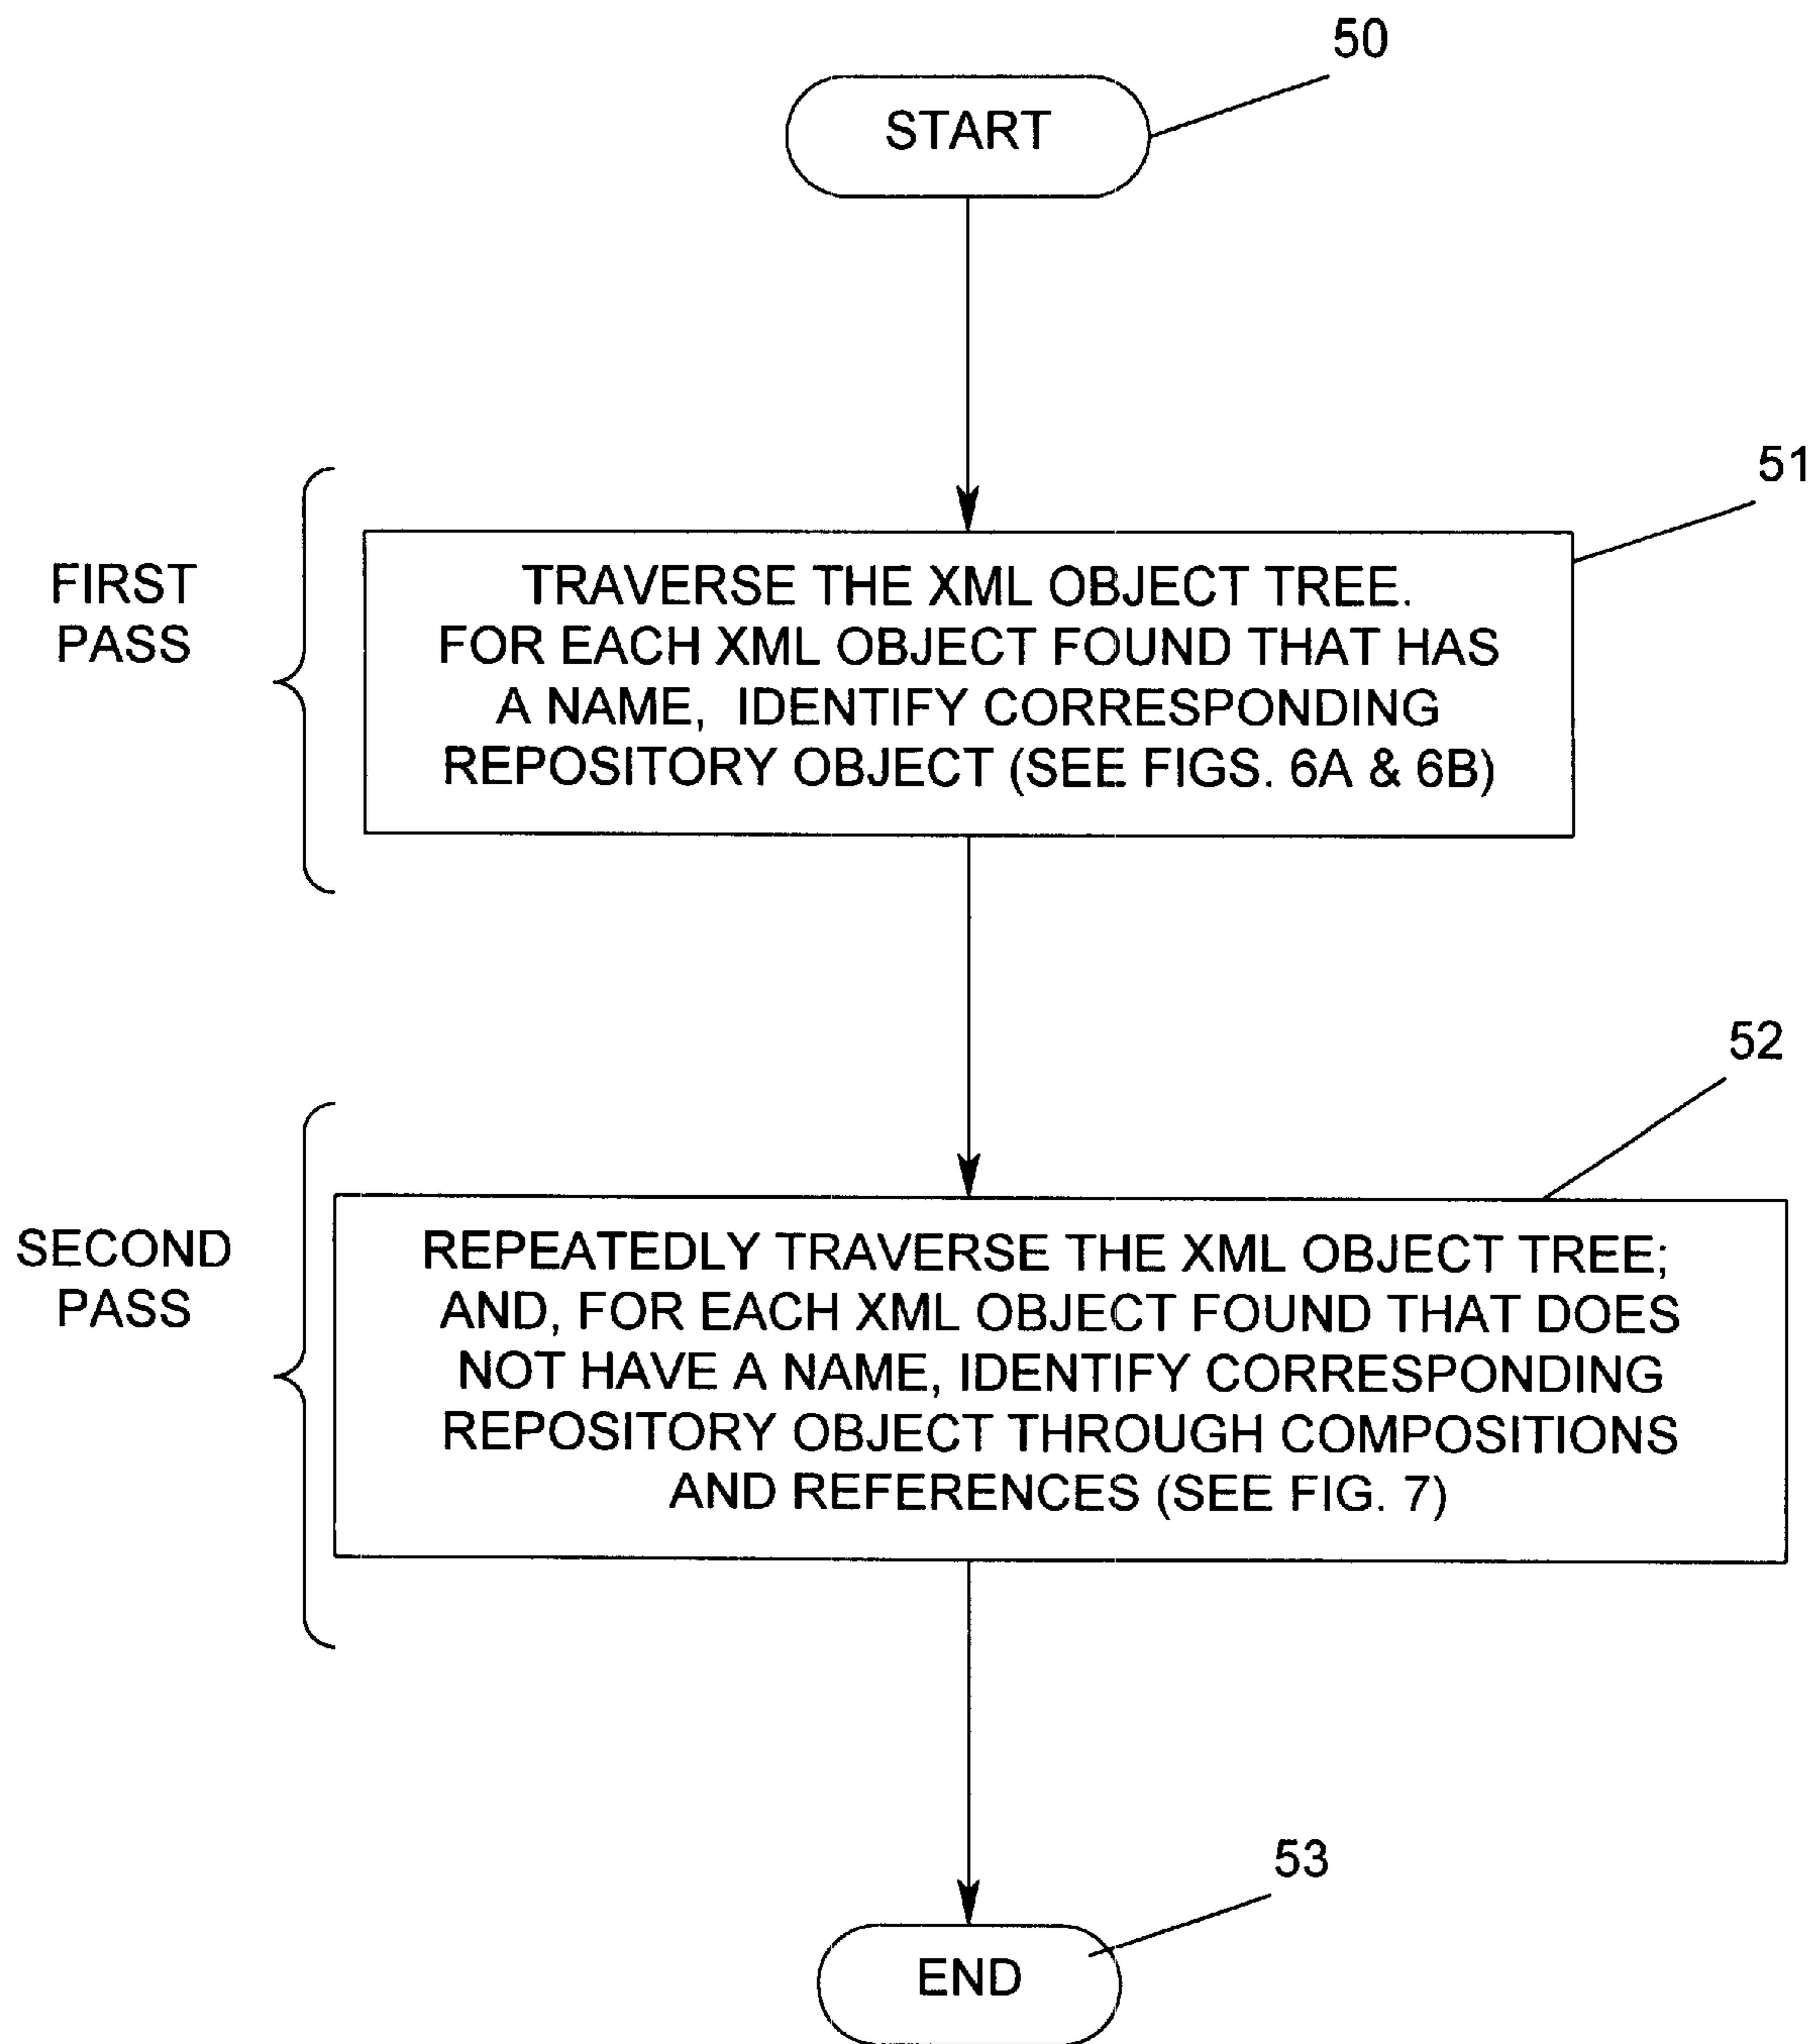 50
START
51
FIRST
PASS
TRAVERSE THE XML OBJECT TREE.
FOR EACH XML OBJECT FOUND THAT HAS
A NAME, IDENTIFY CORRESPONDING
REPOSITORY OBJECT (SEE FIGS. 6A & 6B)
52
SECOND
PASS
REPEATEDLY TRAVERSE THE XML OBJECT TREE;
AND, FOR EACH XML OBJECT FOUND THAT DOES
NOT HAVE A NAME, IDENTIFY CORRESPONDING
REPOSITORY OBJECT THROUGH COMPOSITIONS
AND REFERENCES (SEE FIG. 7)
53
END